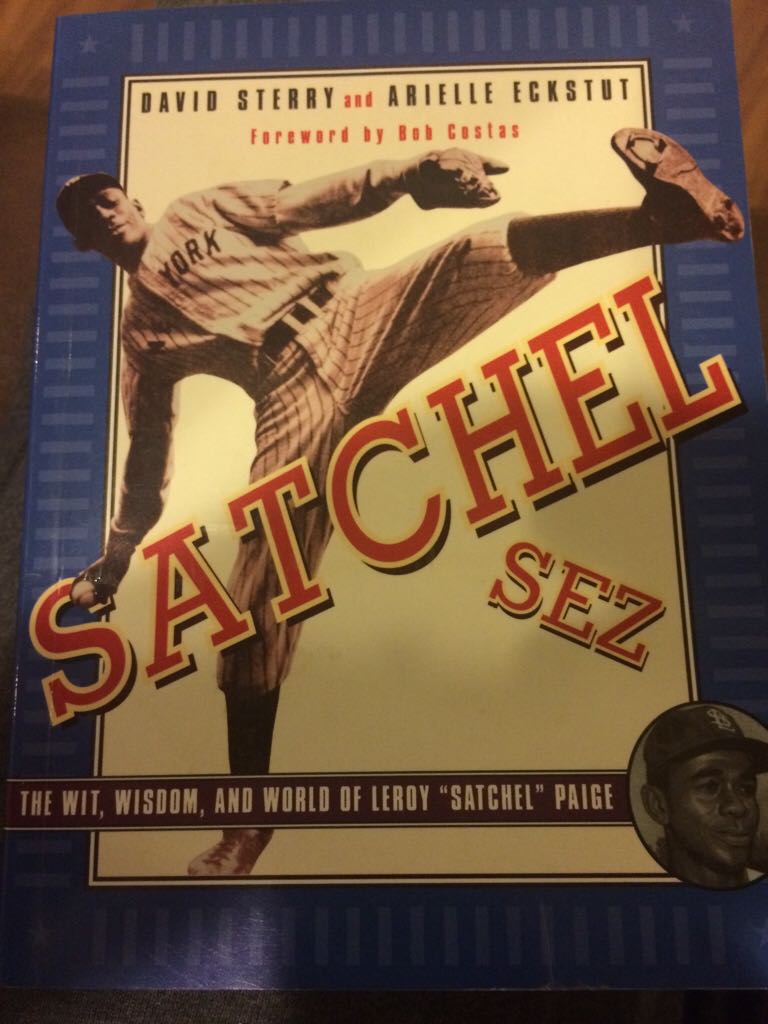 DAVID STERRY and ARIELLE ECKSTUT
Foreword by Bob Costas
YORK
SATCHEL
SEZ
THE WIT, WISDOM, AND WORLD OF LEROY "SATCHEL" PAIGE